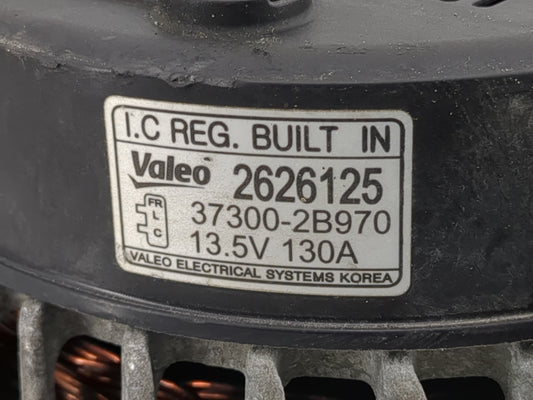 I.C REG. BUILT IN
Valeo 2626125
FR
L
C
37300-2B970
13.5V 130A
VALEO ELECTRICAL SYSTEMS KOREA